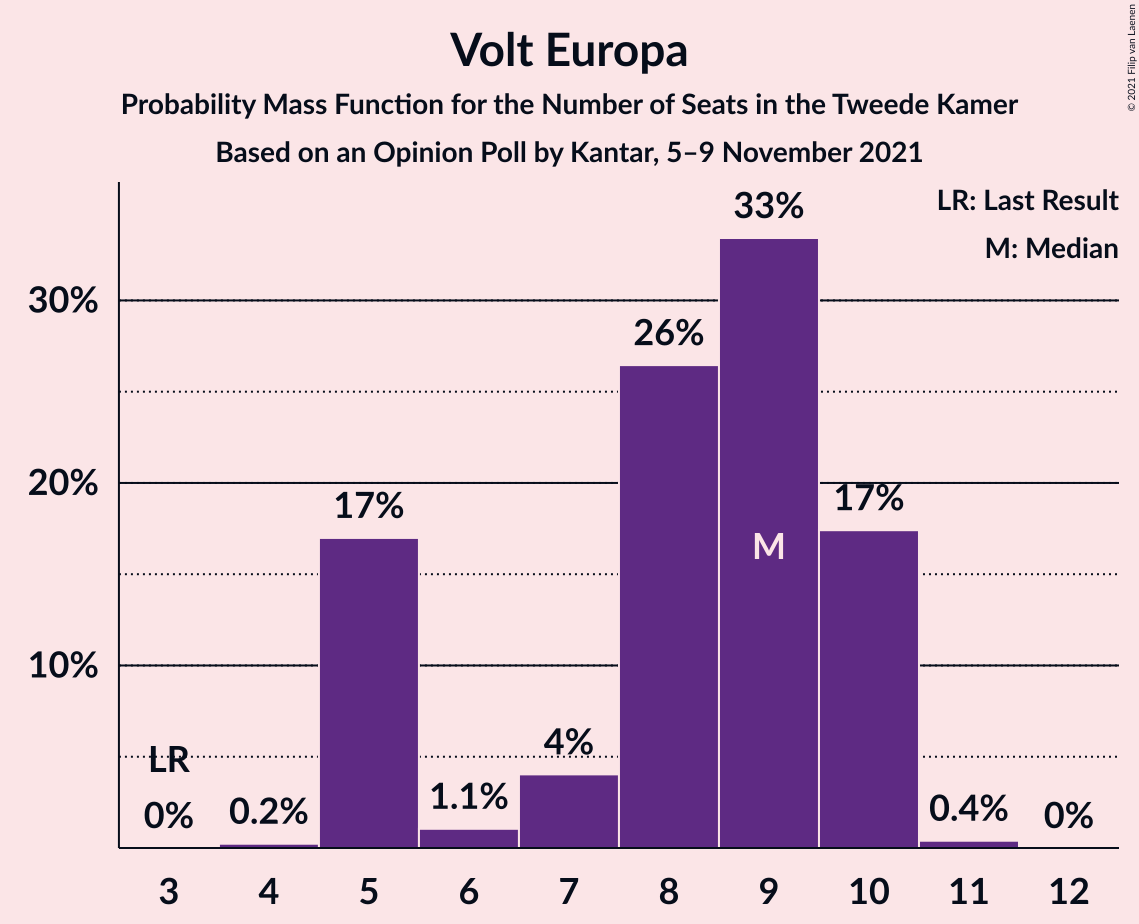 Volt Europa
Probability Mass Function for the Number of Seats in the Tweede Kamer
Based on an Opinion Poll by Kantar, 5–9 November 2021
© 2021 Filip van Laenen
LR: Last Result
M: Median
33%
30%
26%
20%
17%
17%
M
10%
LR
4%
0%
0.2%
1.1%
0.4%
0%
3 4 5 6 7 8 9 10 11 12